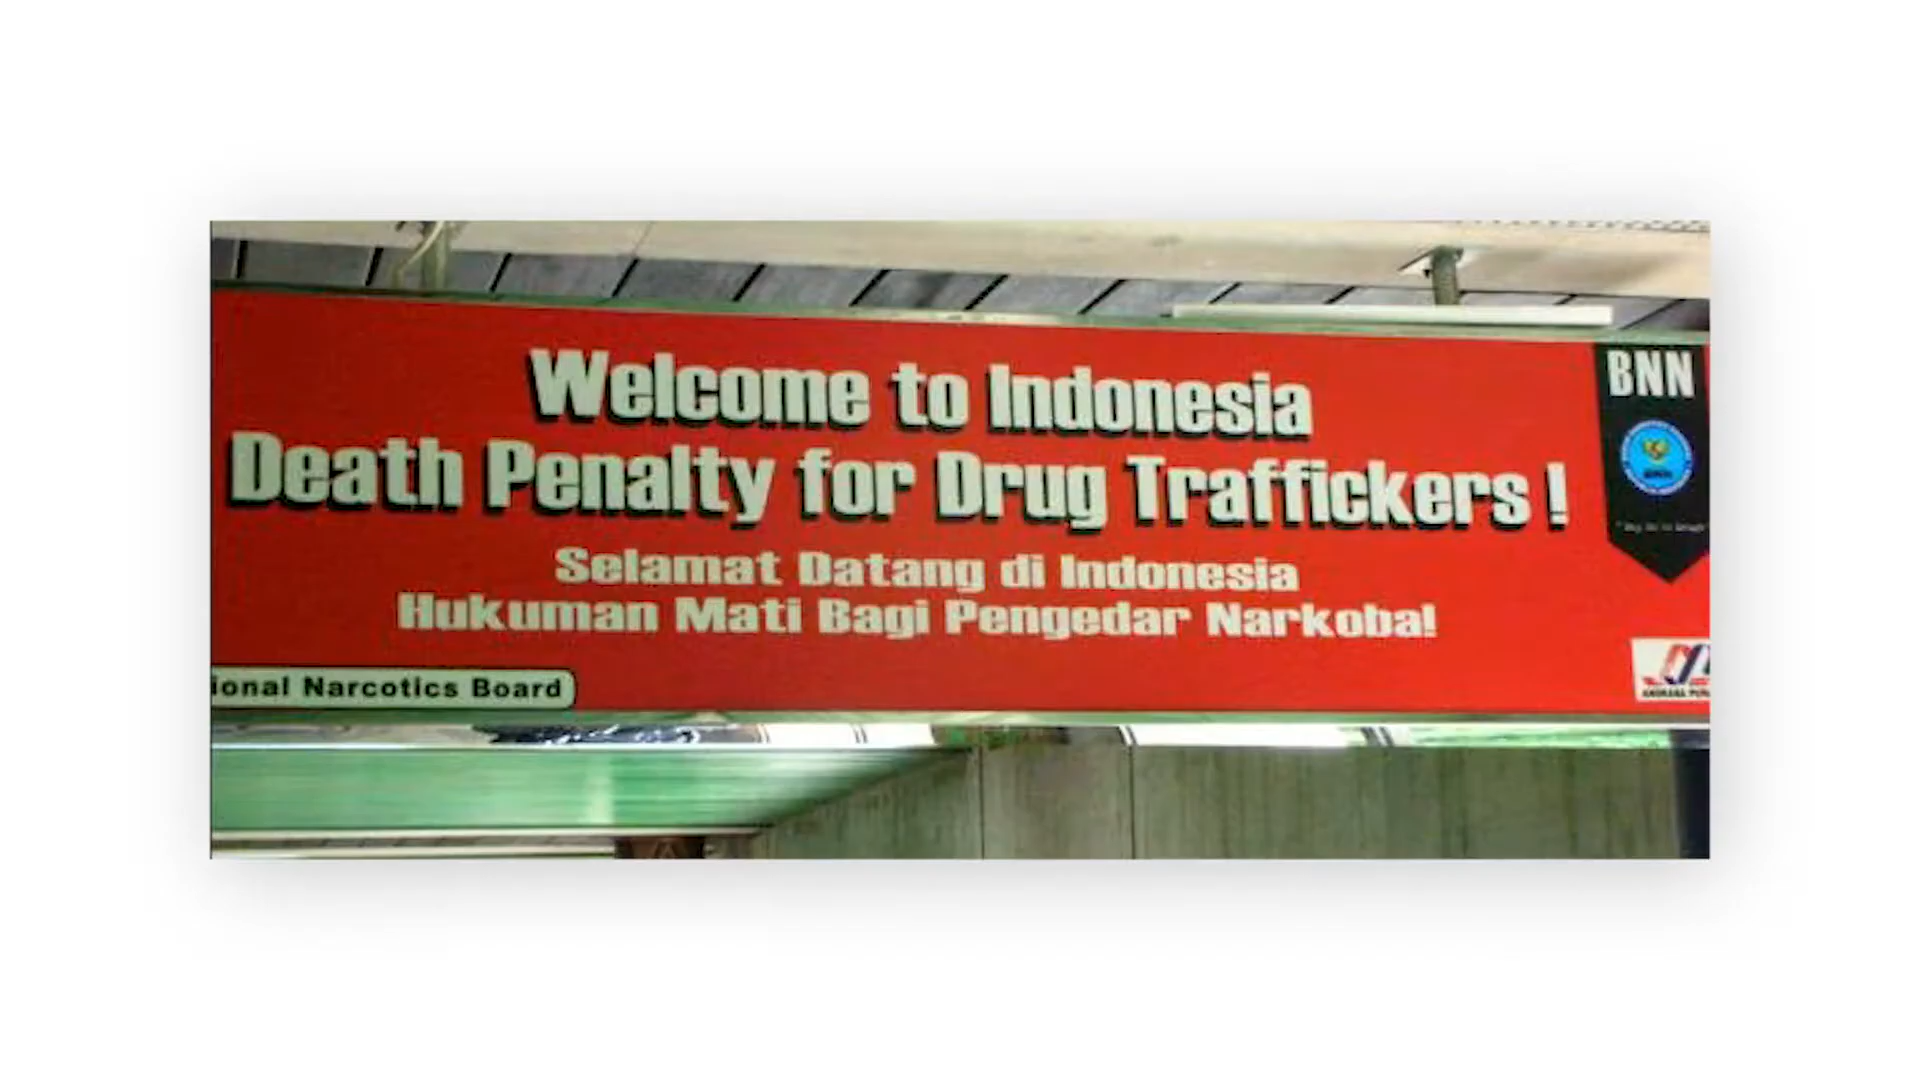 Welcome to Indonesia
Death Penalty for Drug Traffickers !
Selamat Datang di Indonesia
Hukuman Mati Bagi Pengedar Narkoba!
BNN
ional Narcotics Board